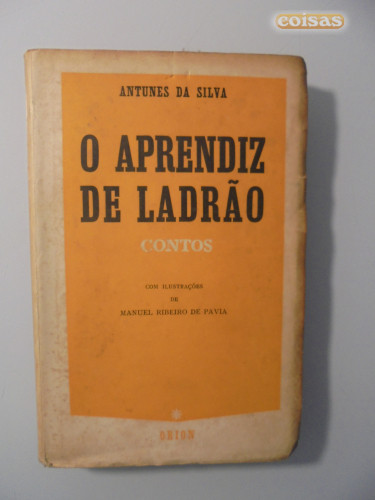 coisas
ANTUNES DA SILVA
O APRENDIZ
DE LADRÃO
CONTOS
COM ILUSTRAÇÕES
DE
MANUEL RIBEIRO DE PAVIA
ORION